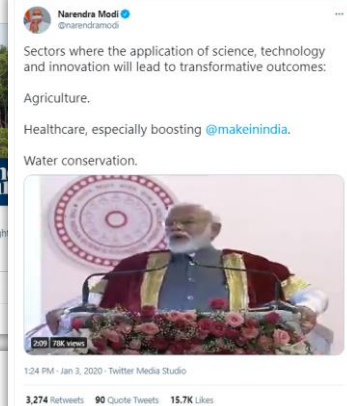 Narendra Modi
@narendramodi
Sectors where the application of science, technology
and innovation will lead to transformative outcomes:
Agriculture.
Healthcare, especially boosting @makeinindia.
Water conservation.
2:09 78K views
1:24 PM · Jan 3, 2020 · Twitter Media Studio
3,274 Retweets 90 Quote Tweets 15.7K Likes